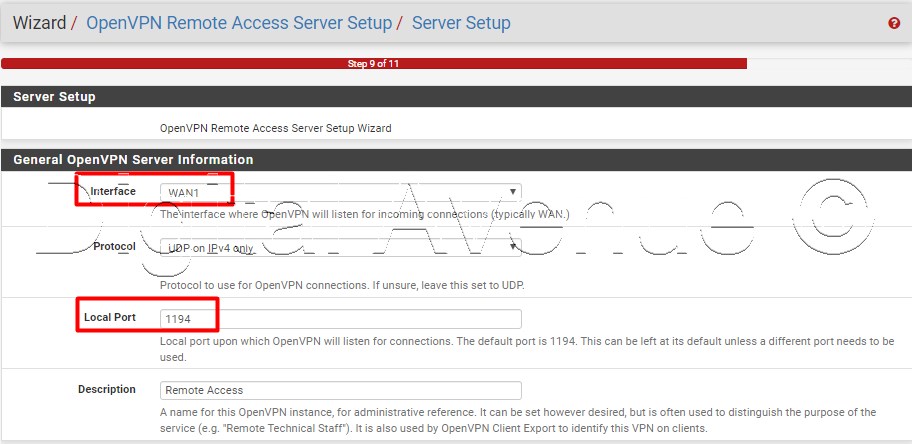 Wizard / OpenVPN Remote Access Server Setup / Server Setup
Step 9 of 11
Server Setup
OpenVPN Remote Access Server Setup Wizard
General OpenVPN Server Information
Interface WAN1
The interface where OpenVPN will listen for incoming connections (typically WAN.)
Protocol UDP on IPv4 only
Protocol to use for OpenVPN connections. If unsure, leave this set to UDP.
Local Port 1194
Local port upon which OpenVPN will listen for connections. The default port is 1194. This can be left at its default unless a different port needs to be
used.
Description Remote Access
A name for this OpenVPN instance, for administrative reference. It can be set however desired, but is often used to distinguish the purpose of the
service (e.g. "Remote Technical Staff"). It is also used by OpenVPN Client Export to identify this VPN on clients.